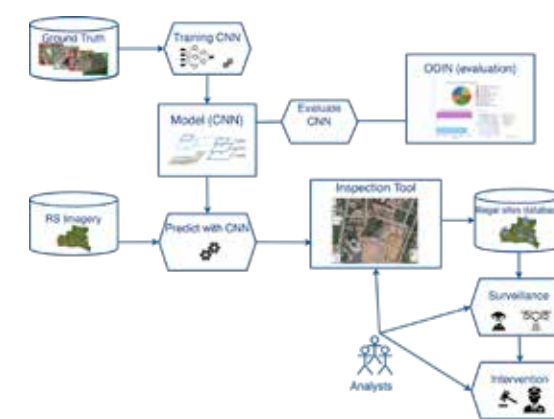 Ground Truth
Training CNN
ODIN (evaluation)
Evaluate
CNN
Model (CNN)
Inspection Tool
RS Imagery
Predict with CNN
illegal sites database
Surveillance
Analysts
Intervention